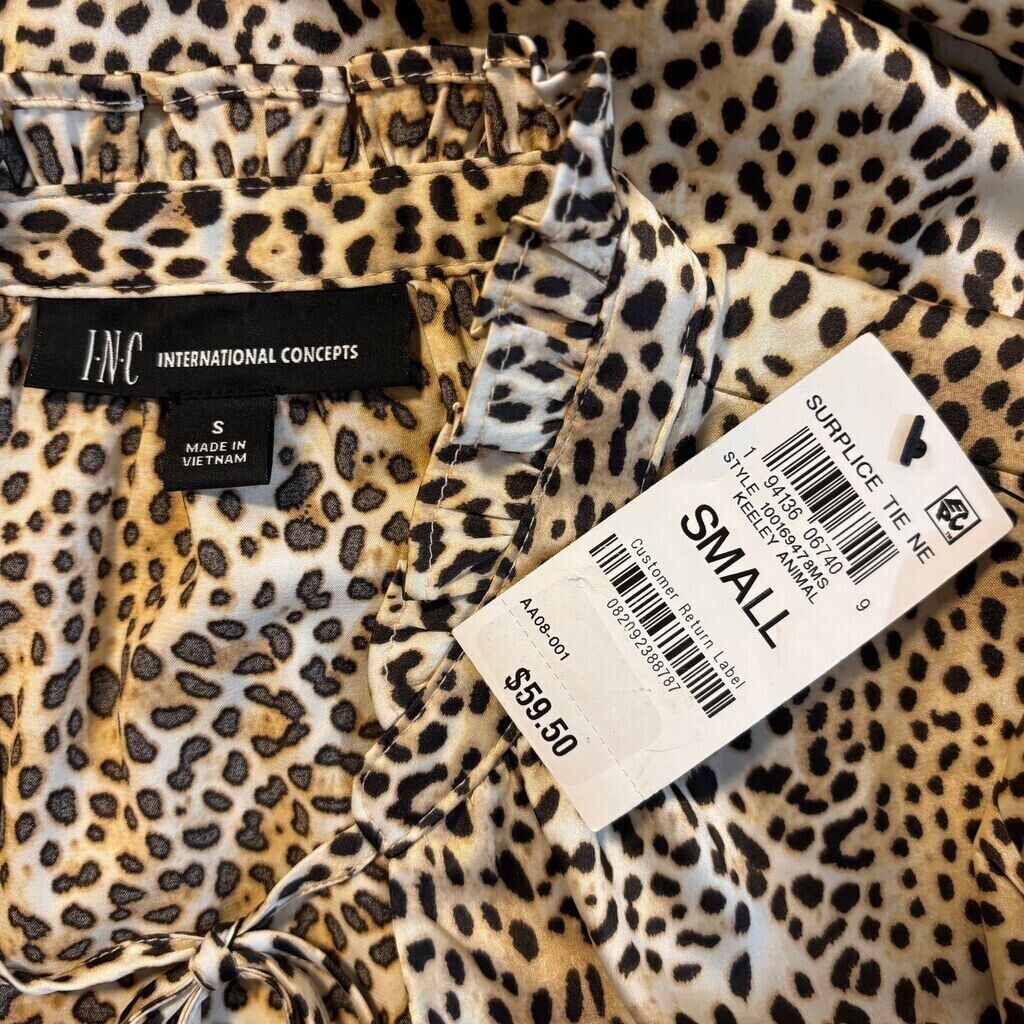 I·N·C INTERNATIONAL CONCEPTS
S
MADE IN
VIETNAM
SURPLICE TIE NE
1 94136 06740 9
STYLE 100169478MS
KEELEY ANIMAL
SMALL
Customer Return Label
082092388787
AA08-001
$59.50